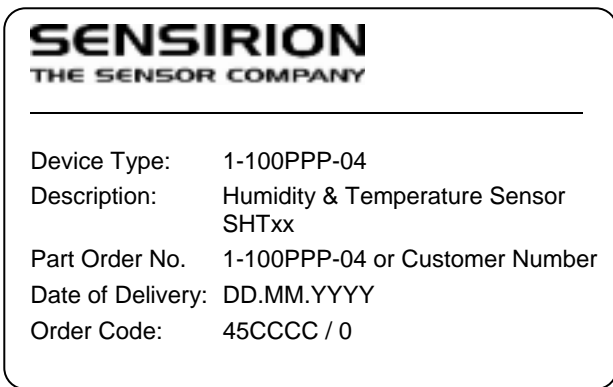 SENSIRION
THE SENSOR COMPANY
Device Type: 1-100PPP-04
Description: Humidity & Temperature Sensor
SHTxx
Part Order No. 1-100PPP-04 or Customer Number
Date of Delivery: DD.MM.YYYY
Order Code: 45CCCC / 0